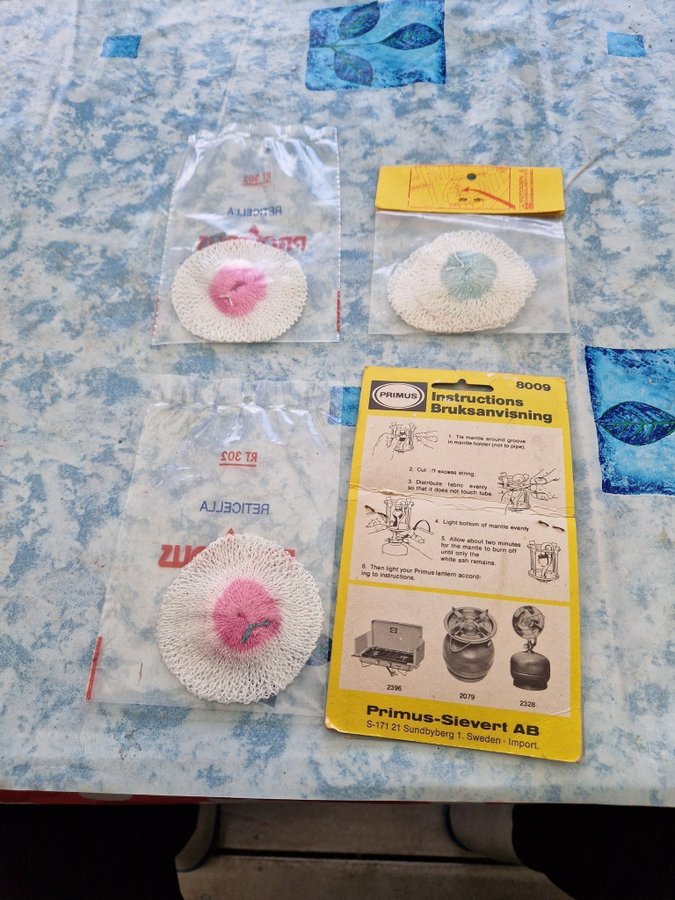 RT 302
RETICELLA
RT 302
RETICELLA
8009
PRIMUS
Instructions
Bruksanvisning
1. Tie mantle around groove
in mantle holder (not to pipe).
2. Cut off excess string.
3. Distribute fabric evenly
so that it does not touch tube.
4. Light bottom of mantle evenly
5. Allow about two minutes
for the mantle to burn off
until only the
white ash remains.
6. Then light your Primus lantern accord-
ing to instructions.
2396
2079
2328
Primus-Sievert AB
S-171 21 Sundbyberg 1. Sweden - Import.